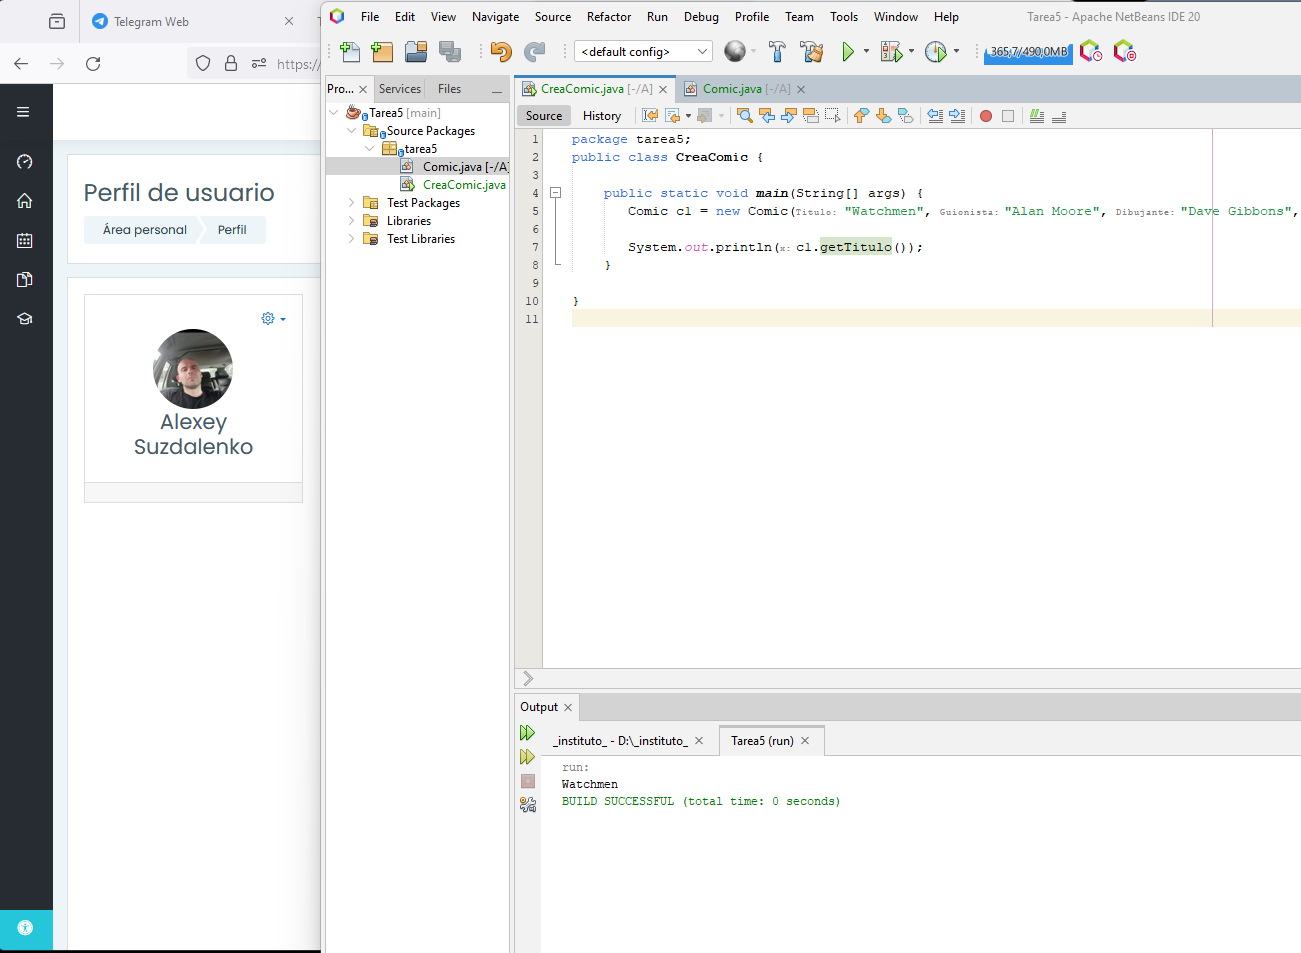 Telegram Web
https://
Perfil de usuario
Área personal
Perfil
Alexey
Suzdalenko
File Edit View Navigate Source Refactor Run Debug Profile Team Tools Window Help
Tarea5 - Apache NetBeans IDE 20
<default config>
365,7/490,0MB
Pro...
Services
Files
Tarea5 [main]
Source Packages
tarea5
Comic.java [-/A]
CreaComic.java
Test Packages
Libraries
Test Libraries
CreaComic.java [-/A]
Comic.java [-/A]
Source
History
1 package tarea5;
2 public class CreaComic {
3
4 public static void main(String[] args) {
5 Comic c1 = new Comic(Titulo: "Watchmen", Guionista: "Alan Moore", Dibujante: "Dave Gibbons",
6
7 System.out.println(x: c1.getTitulo());
8 }
9
10 }
11
Output
_instituto_ - D:\_instituto_
Tarea5 (run)
run:
Watchmen
BUILD SUCCESSFUL (total time: 0 seconds)